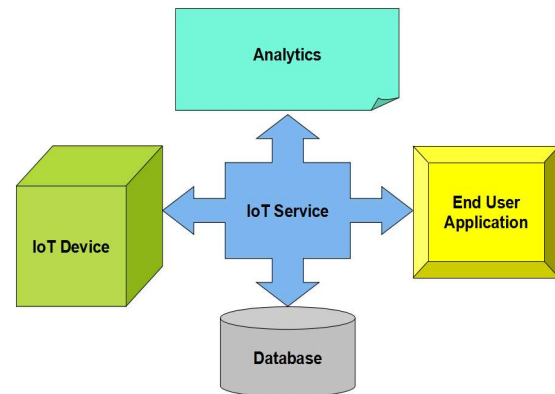 Analytics
IoT Device
IoT Service
End User
Application
Database